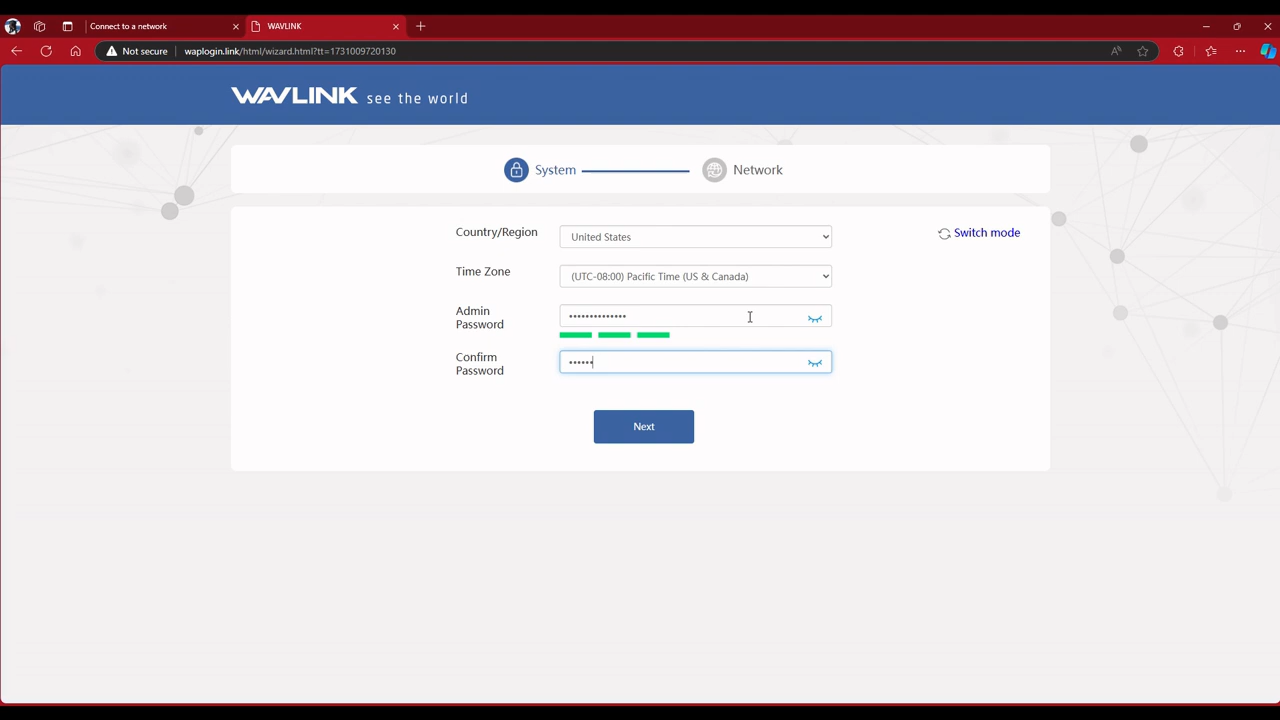 Connect to a network
WAVLINK
Not secure
waplogin.link/html/wizard.html?tt=1731009720130
WAVLINK see the world
System
Network
Country/Region
United States
Switch mode
Time Zone
(UTC-08:00) Pacific Time (US & Canada)
Admin
Password
••••••••••••••
Confirm
Password
••••••
Next